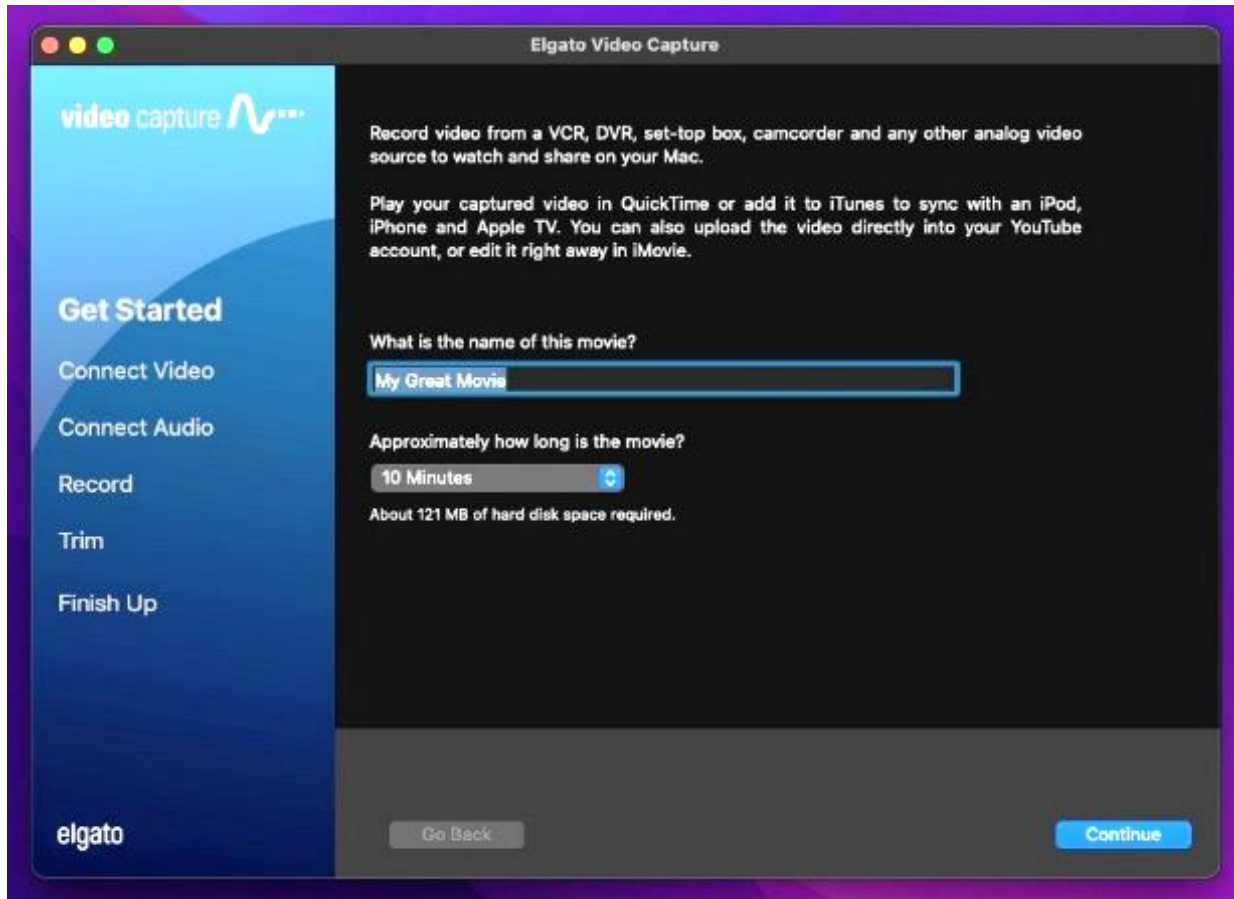 Elgato Video Capture
video capture
Get Started
Connect Video
Connect Audio
Record
Trim
Finish Up
elgato
Record video from a VCR, DVR, set-top box, camcorder and any other analog video
source to watch and share on your Mac.
Play your captured video in QuickTime or add it to iTunes to sync with an iPod,
iPhone and Apple TV. You can also upload the video directly into your YouTube
account, or edit it right away in iMovie.
What is the name of this movie?
My Great Movie
Approximately how long is the movie?
10 Minutes
About 121 MB of hard disk space required.
Go Back
Continue